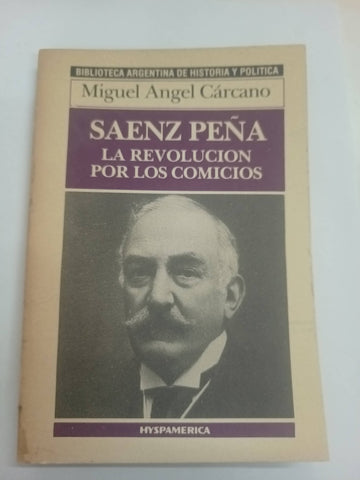 BIBLIOTECA ARGENTINA DE HISTORIA Y POLITICA
Miguel Angel Cárcano
SAENZ PEÑA
LA REVOLUCION
POR LOS COMICIOS
HYSPAMERICA